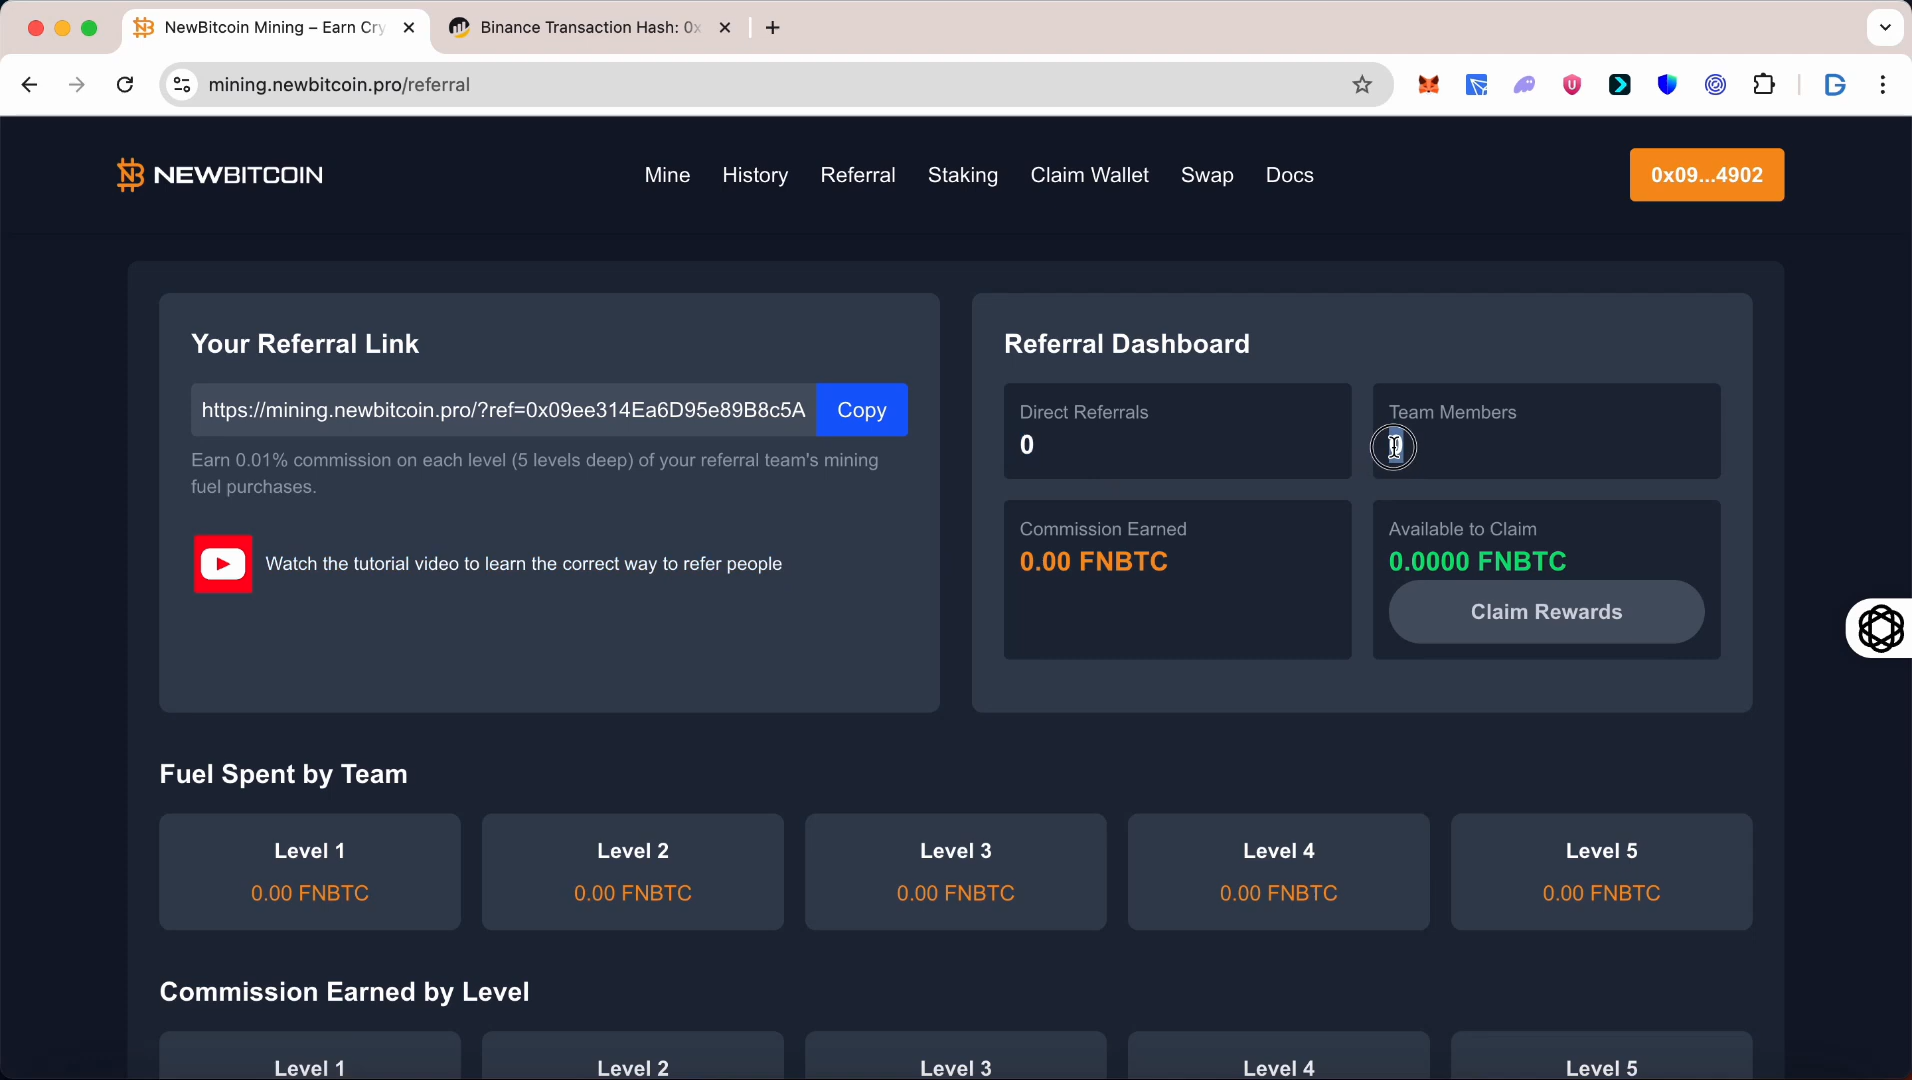 NewBitcoin Mining – Earn Cry
Binance Transaction Hash: 0x
mining.newbitcoin.pro/referral
NEWBITCOIN
Mine
History
Referral
Staking
Claim Wallet
Swap
Docs
0x09...4902
Your Referral Link
https://mining.newbitcoin.pro/?ref=0x09ee314Ea6D95e89B8c5A
Copy
Earn 0.01% commission on each level (5 levels deep) of your referral team's mining
fuel purchases.
Watch the tutorial video to learn the correct way to refer people
Referral Dashboard
Direct Referrals
0
Team Members
Commission Earned
0.00 FNBTC
Available to Claim
0.0000 FNBTC
Claim Rewards
Fuel Spent by Team
Level 1
0.00 FNBTC
Level 2
0.00 FNBTC
Level 3
0.00 FNBTC
Level 4
0.00 FNBTC
Level 5
0.00 FNBTC
Commission Earned by Level
Level 1
Level 2
Level 3
Level 4
Level 5